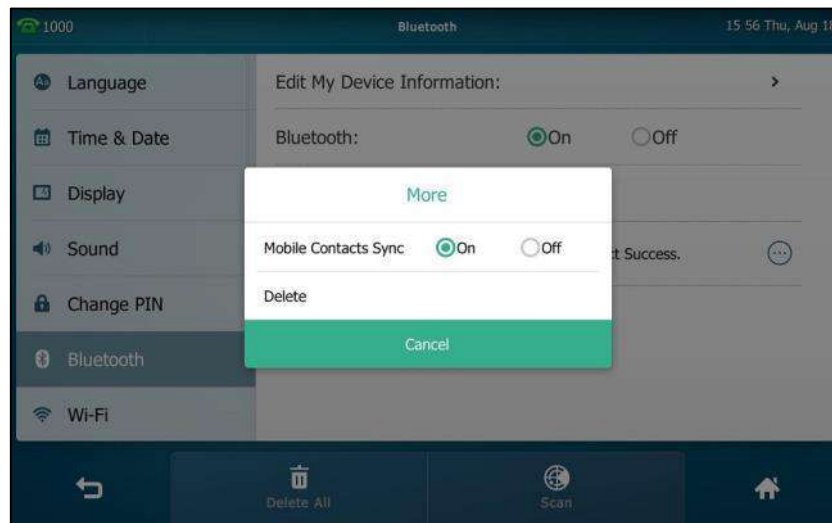 1000
Bluetooth
15 56 Thu, Aug 18
Language
Edit My Device Information:
Time & Date
Bluetooth: On Off
Display
More
Sound
Mobile Contacts Sync On Off
t Success.
Change PIN
Delete
Bluetooth
Cancel
Wi-Fi
Delete All
Scan